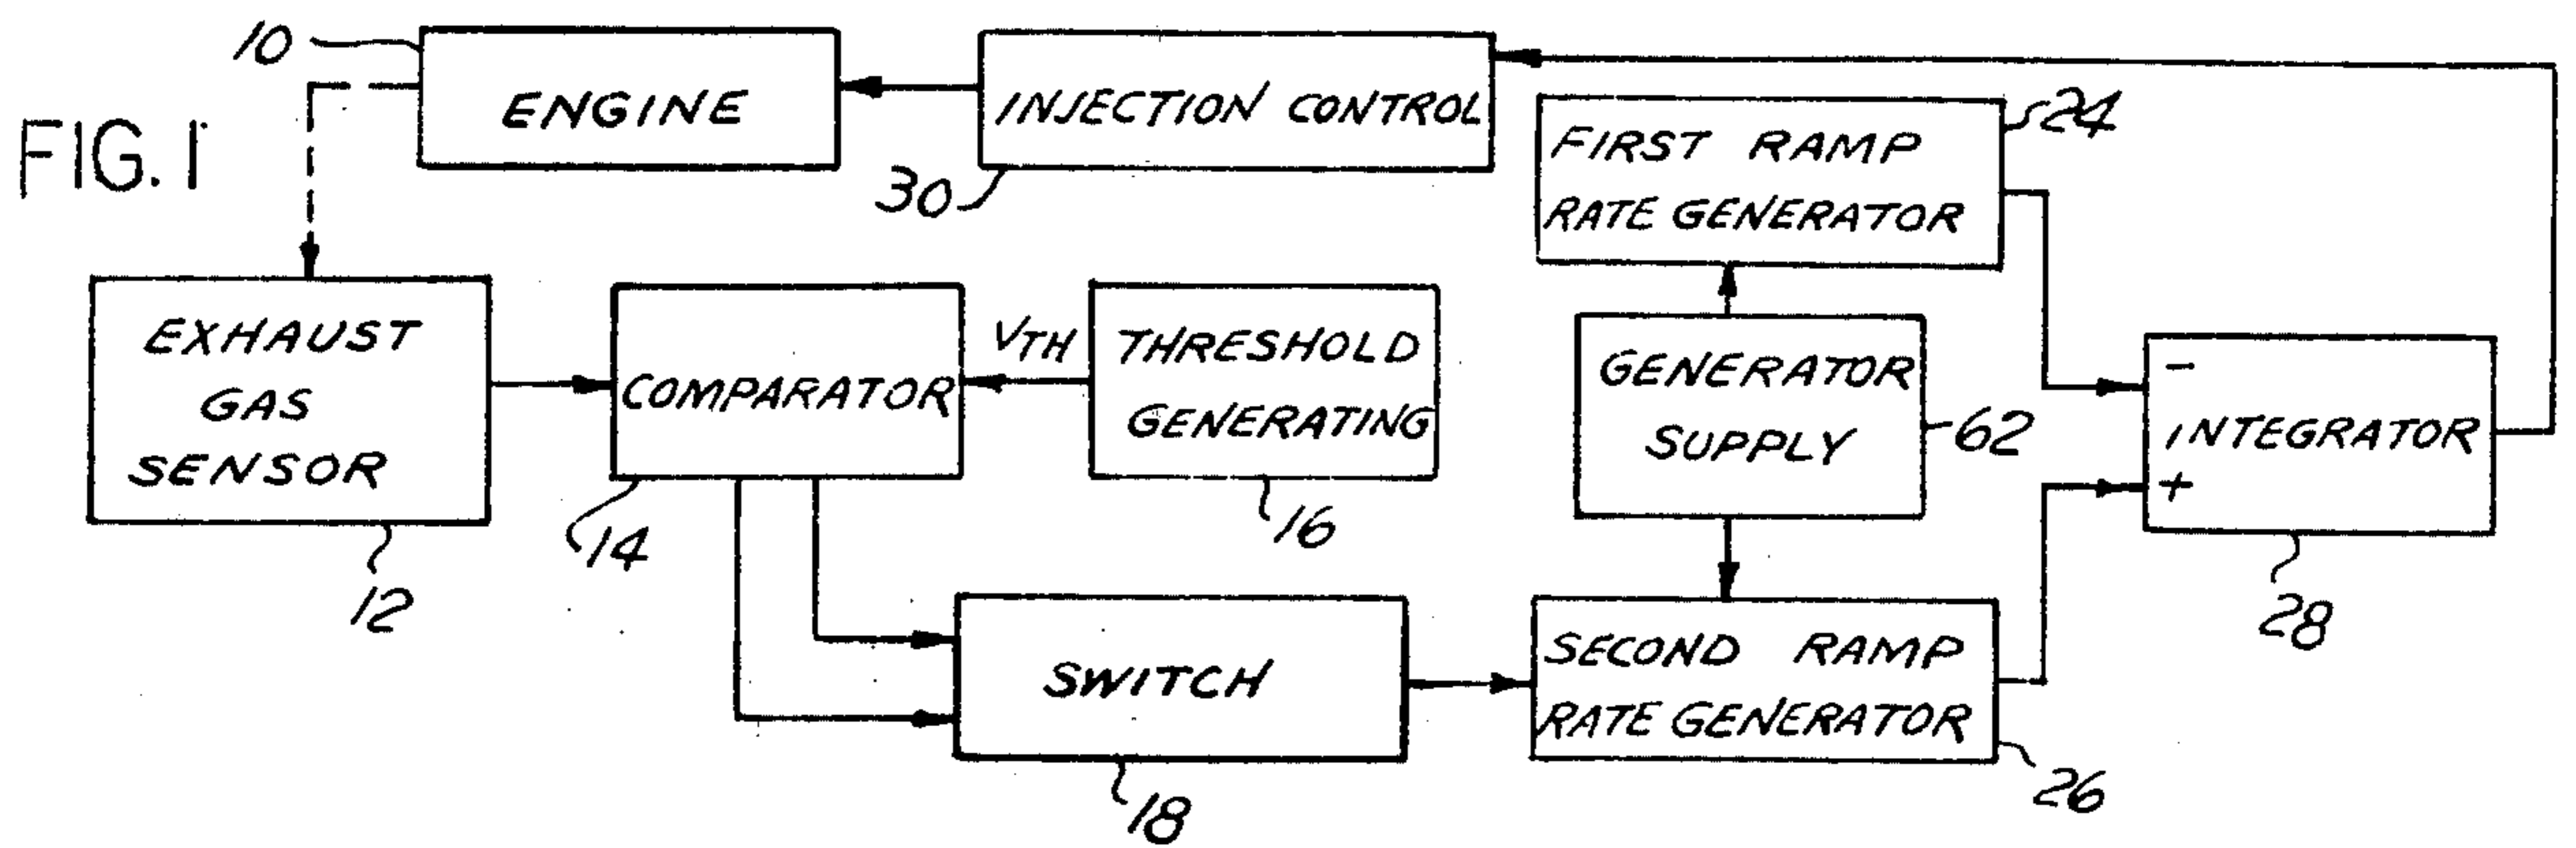 FIG. 1
10
ENGINE
INJECTION CONTROL
30
FIRST RAMP
RATE GENERATOR
24
EXHAUST
GAS
SENSOR
12
COMPARATOR
14
VTH
THRESHOLD
GENERATING
16
GENERATOR
SUPPLY
62
-
INTEGRATOR
+
28
SWITCH
18
SECOND RAMP
RATE GENERATOR
26